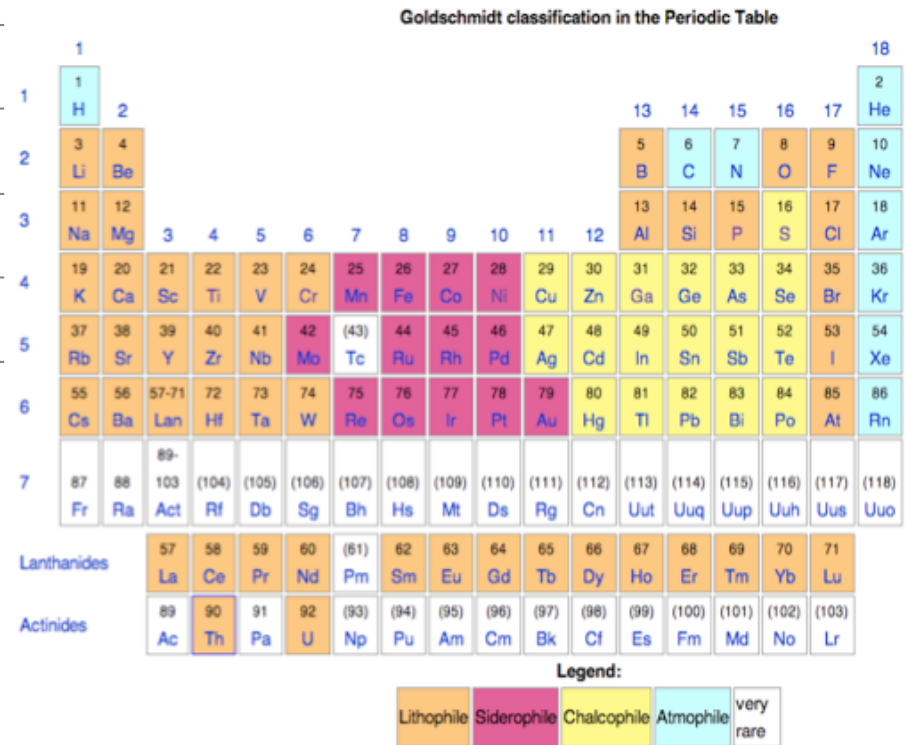 Goldschmidt classification in the Periodic Table
1 18
1 1 2
H 2 13 14 15 16 17 He
2 3 4 5 6 7 8 9 10
Li Be B C N O F Ne
3 11 12 13 14 15 16 17 18
Na Mg 3 4 5 6 7 8 9 10 11 12 Al Si P S Cl Ar
4 19 20 21 22 23 24 25 26 27 28 29 30 31 32 33 34 35 36
K Ca Sc Ti V Cr Mn Fe Co Ni Cu Zn Ga Ge As Se Br Kr
5 37 38 39 40 41 42 (43) 44 45 46 47 48 49 50 51 52 53 54
Rb Sr Y Zr Nb Mo Tc Ru Rh Pd Ag Cd In Sn Sb Te I Xe
6 55 56 57-71 72 73 74 75 76 77 78 79 80 81 82 83 84 85 86
Cs Ba Lan Hf Ta W Re Os Ir Pt Au Hg Tl Pb Bi Po At Rn
89-
7 87 88 103 (104) (105) (106) (107) (108) (109) (110) (111) (112) (113) (114) (115) (116) (117) (118)
Fr Ra Act Rf Db Sg Bh Hs Mt Ds Rg Cn Uut Uuq Uup Uuh Uus Uuo
Lanthanides 57 58 59 60 (61) 62 63 64 65 66 67 68 69 70 71
La Ce Pr Nd Pm Sm Eu Gd Tb Dy Ho Er Tm Yb Lu
Actinides 89 90 91 92 (93) (94) (95) (96) (97) (98) (99) (100) (101) (102) (103)
Ac Th Pa U Np Pu Am Cm Bk Cf Es Fm Md No Lr
Legend:
Lithophile Siderophile Chalcophile Atmophile very
rare